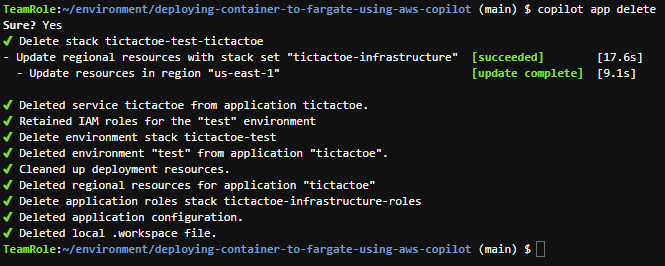 TeamRole:~/environment/deploying-container-to-fargate-using-aws-copilot (main) $ copilot app delete
Sure? Yes
✔ Delete stack tictactoe-test-tictactoe
- Update regional resources with stack set "tictactoe-infrastructure" [succeeded] [17.6s]
- Update resources in region "us-east-1" [update complete] [9.1s]
✔ Deleted service tictactoe from application tictactoe.
✔ Retained IAM roles for the "test" environment
✔ Delete environment stack tictactoe-test
✔ Deleted environment "test" from application "tictactoe".
✔ Cleaned up deployment resources.
✔ Deleted regional resources for application "tictactoe"
✔ Delete application roles stack tictactoe-infrastructure-roles
✔ Deleted application configuration.
✔ Deleted local .workspace file.
TeamRole:~/environment/deploying-container-to-fargate-using-aws-copilot (main) $